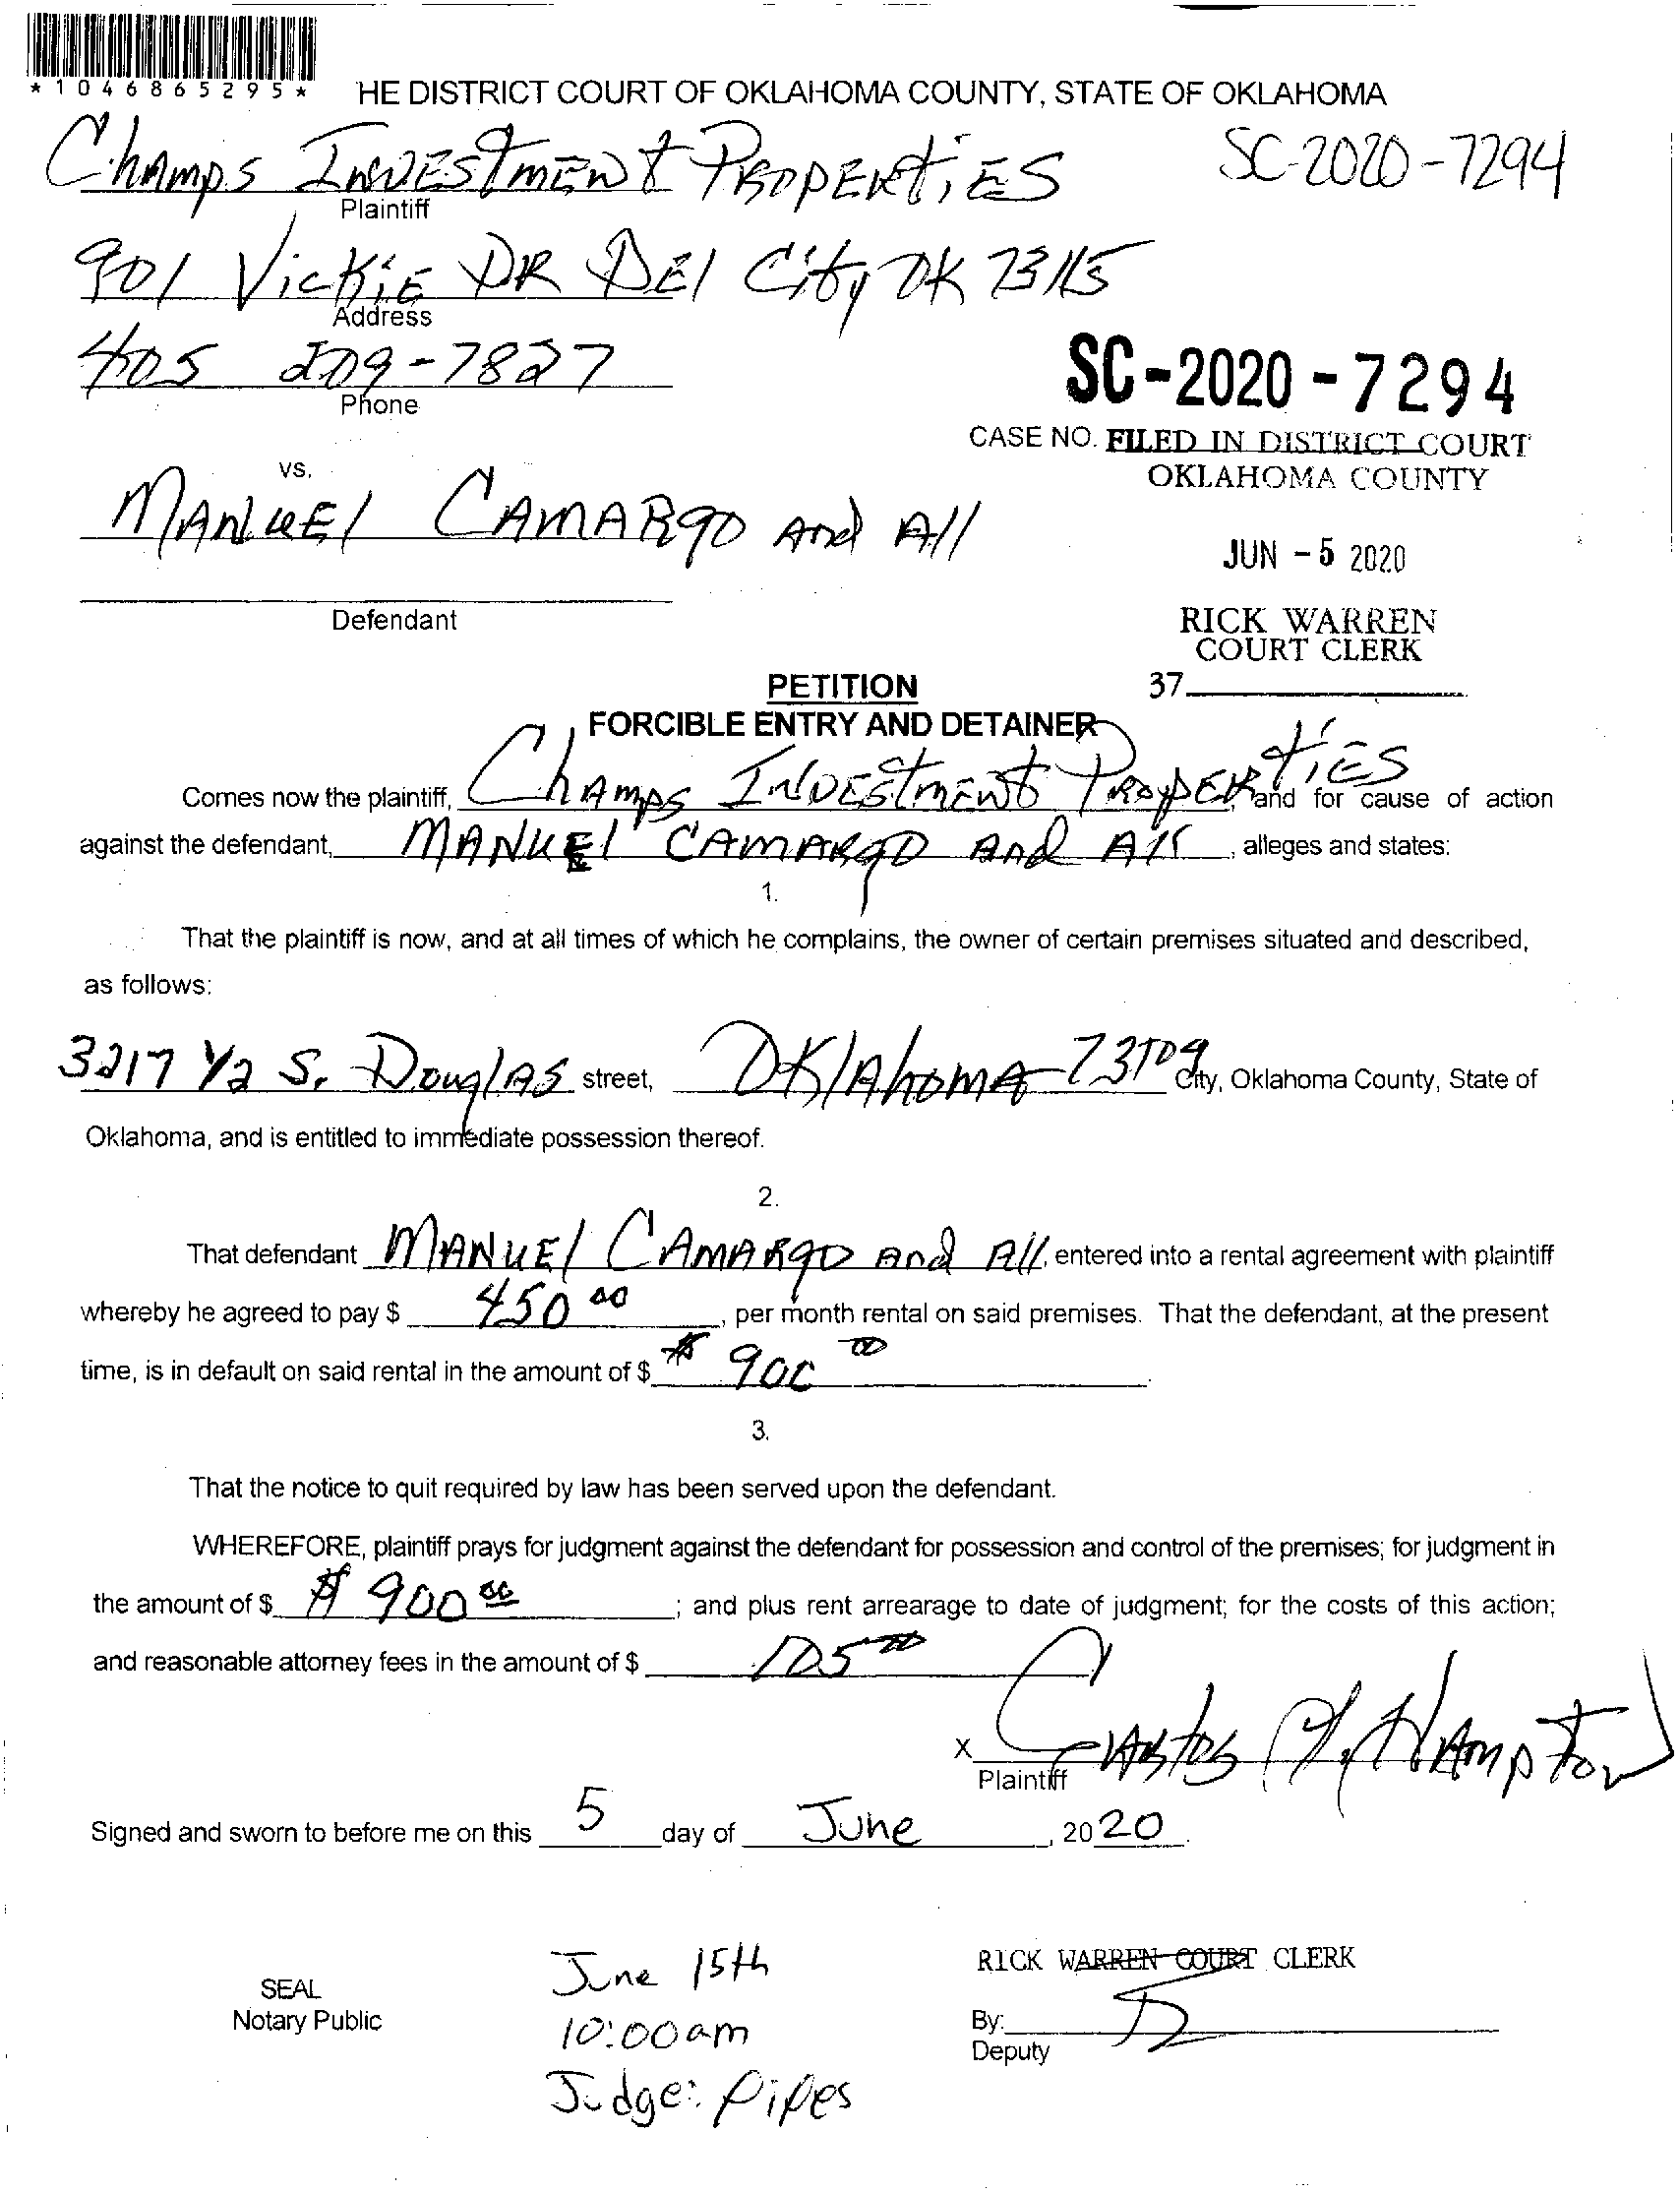 *1046865295*
HE DISTRICT COURT OF OKLAHOMA COUNTY, STATE OF OKLAHOMA
Champs Investment Properties
SC-2020-7294
Plaintiff
901 Vickie DR Del City OK 73115
Address
405 209-7827
Phone
SC-2020-7294
CASE NO. FILED IN DISTRICT COURT
OKLAHOMA COUNTY
vs.
Manuel Camargo and All
JUN -5 2020
Defendant
RICK WARREN
COURT CLERK
37
PETITION
FORCIBLE ENTRY AND DETAINER
Comes now the plaintiff, Champs Investment Properties, and for cause of action
against the defendant, Manuel Camargo and All, alleges and states:
1.
That the plaintiff is now, and at all times of which he complains, the owner of certain premises situated and described,
as follows:
3217 1/2 S. Douglas street, Oklahoma 73109 City, Oklahoma County, State of
Oklahoma, and is entitled to immediate possession thereof.
2.
That defendant Manuel Camargo and All, entered into a rental agreement with plaintiff
whereby he agreed to pay $ 450 00, per month rental on said premises. That the defendant, at the present
time, is in default on said rental in the amount of $ $ 900 00.
3.
That the notice to quit required by law has been served upon the defendant.
WHEREFORE, plaintiff prays for judgment against the defendant for possession and control of the premises; for judgment in
the amount of $ $ 900 00; and plus rent arrearage to date of judgment; for the costs of this action;
and reasonable attorney fees in the amount of $ 105 00
X Hampton
Plaintiff
Signed and sworn to before me on this 5 day of June, 2020.
SEAL
Notary Public
June 15th
10:00am
Judge: Pipes
RICK WARREN COURT CLERK
By:
Deputy